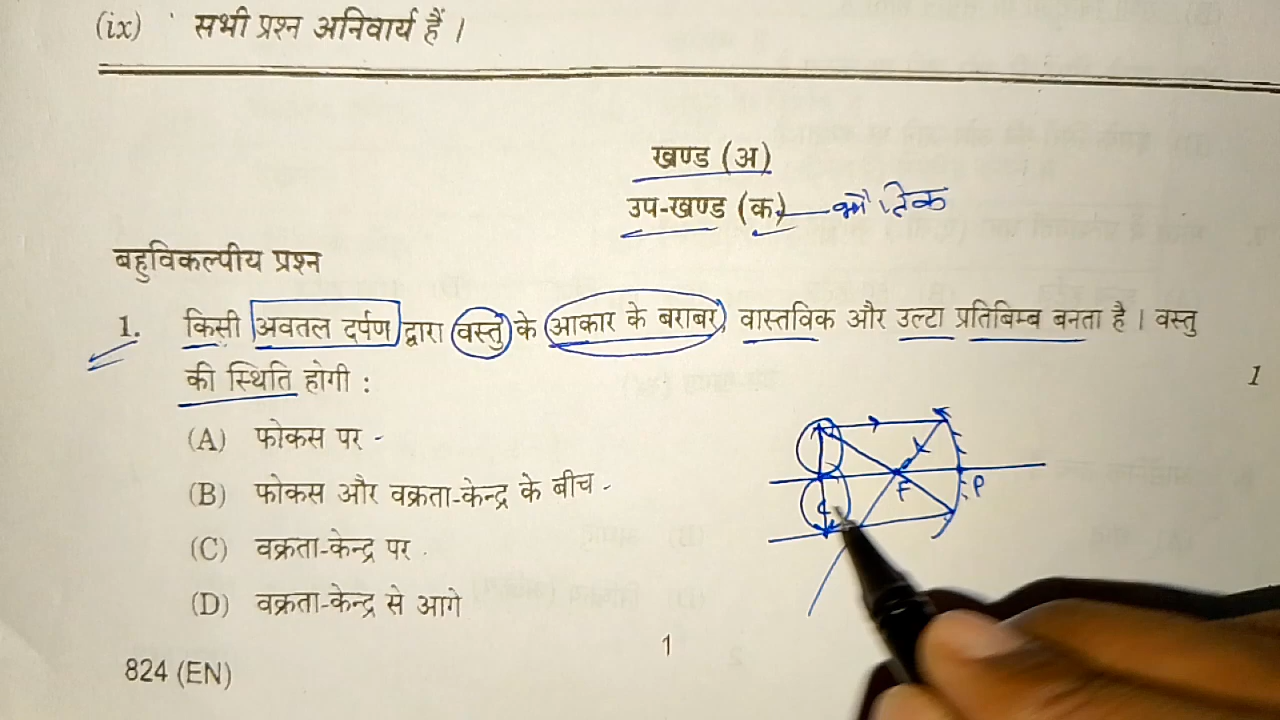 (ix) सभी प्रश्न अनिवार्य हैं ।
खण्ड (अ)
उप-खण्ड (क) — भौतिक
बहुविकल्पीय प्रश्न
1. किसी अवतल दर्पण द्वारा वस्तु के आकार के बराबर, वास्तविक और उल्टा प्रतिबिम्ब बनता है । वस्तु
की स्थिति होगी : 1
(A) फोकस पर
(B) फोकस और वक्रता-केन्द्र के बीच
(C) वक्रता-केन्द्र पर
(D) वक्रता-केन्द्र से आगे
F P
C
1
824 (EN)